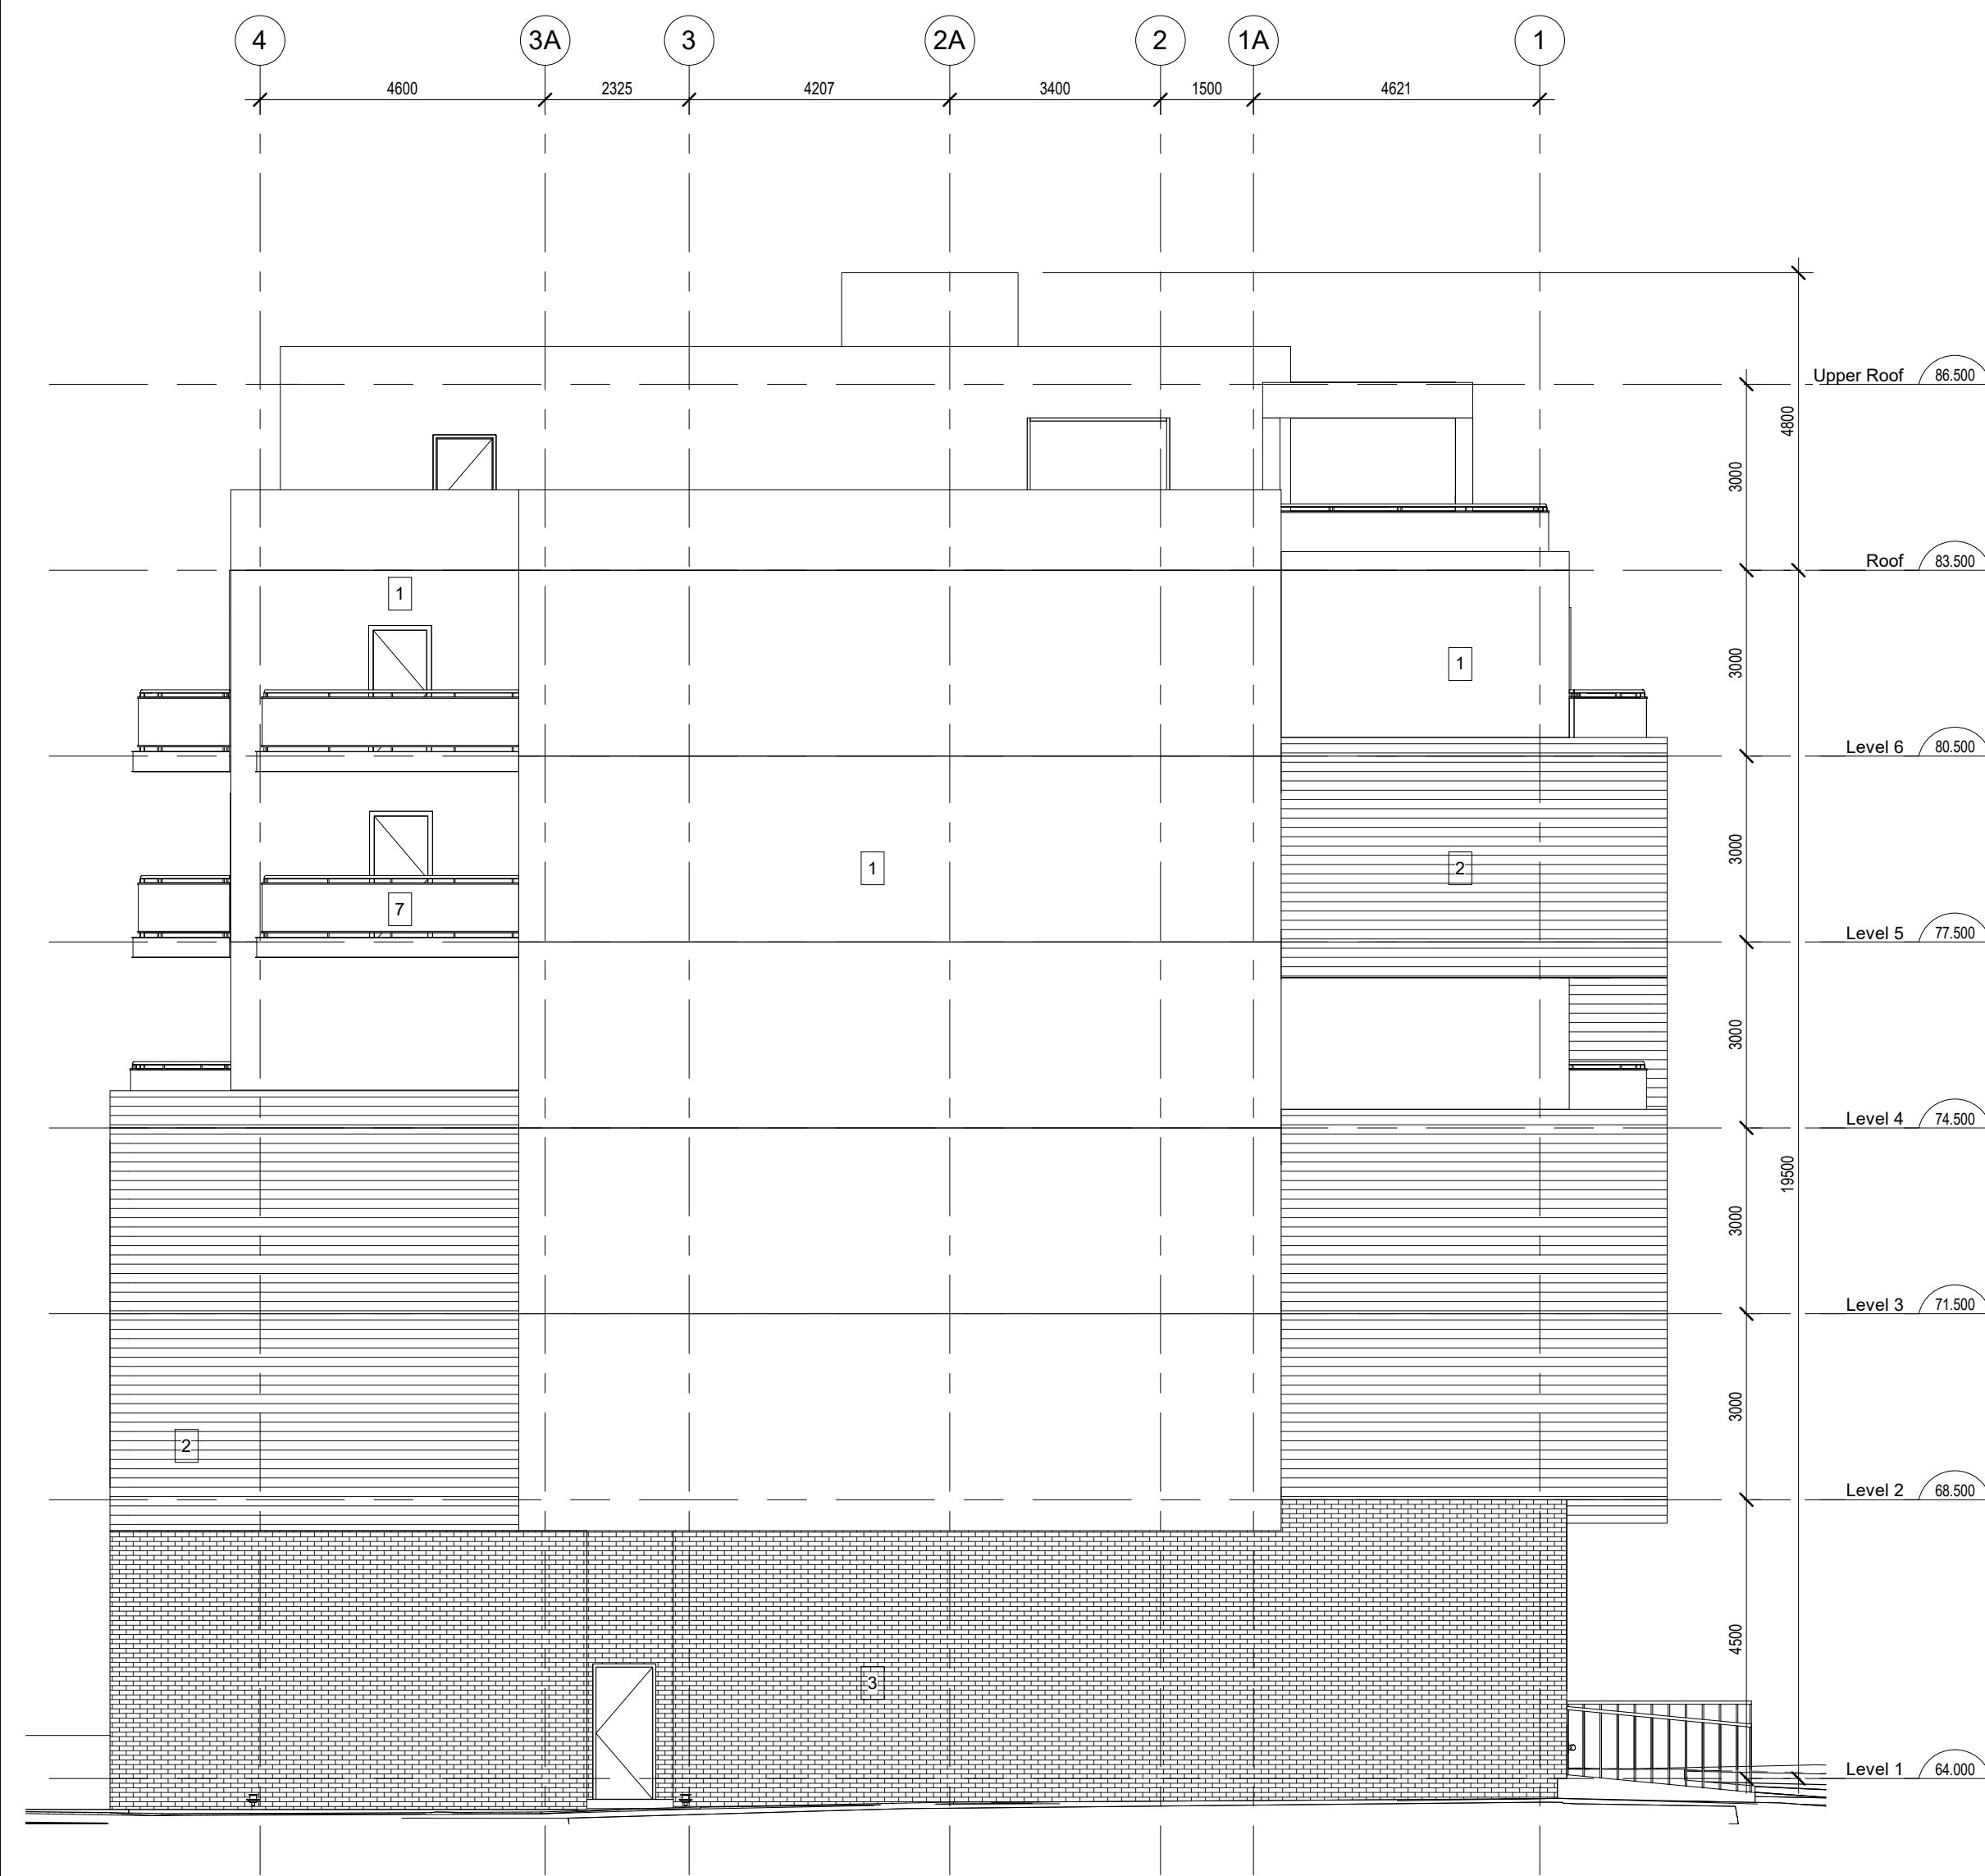 4 3A 3 2A 2 1A 1
4600 2325 4207 3400 1500 4621
Upper Roof 86.500
4800
3000
Roof 83.500
1
3000
1
Level 6 80.500
3000
1
2
7
Level 5 77.500
3000
Level 4 74.500
19500
3000
Level 3 71.500
3000
2
Level 2 68.500
4500
3
Level 1 64.000